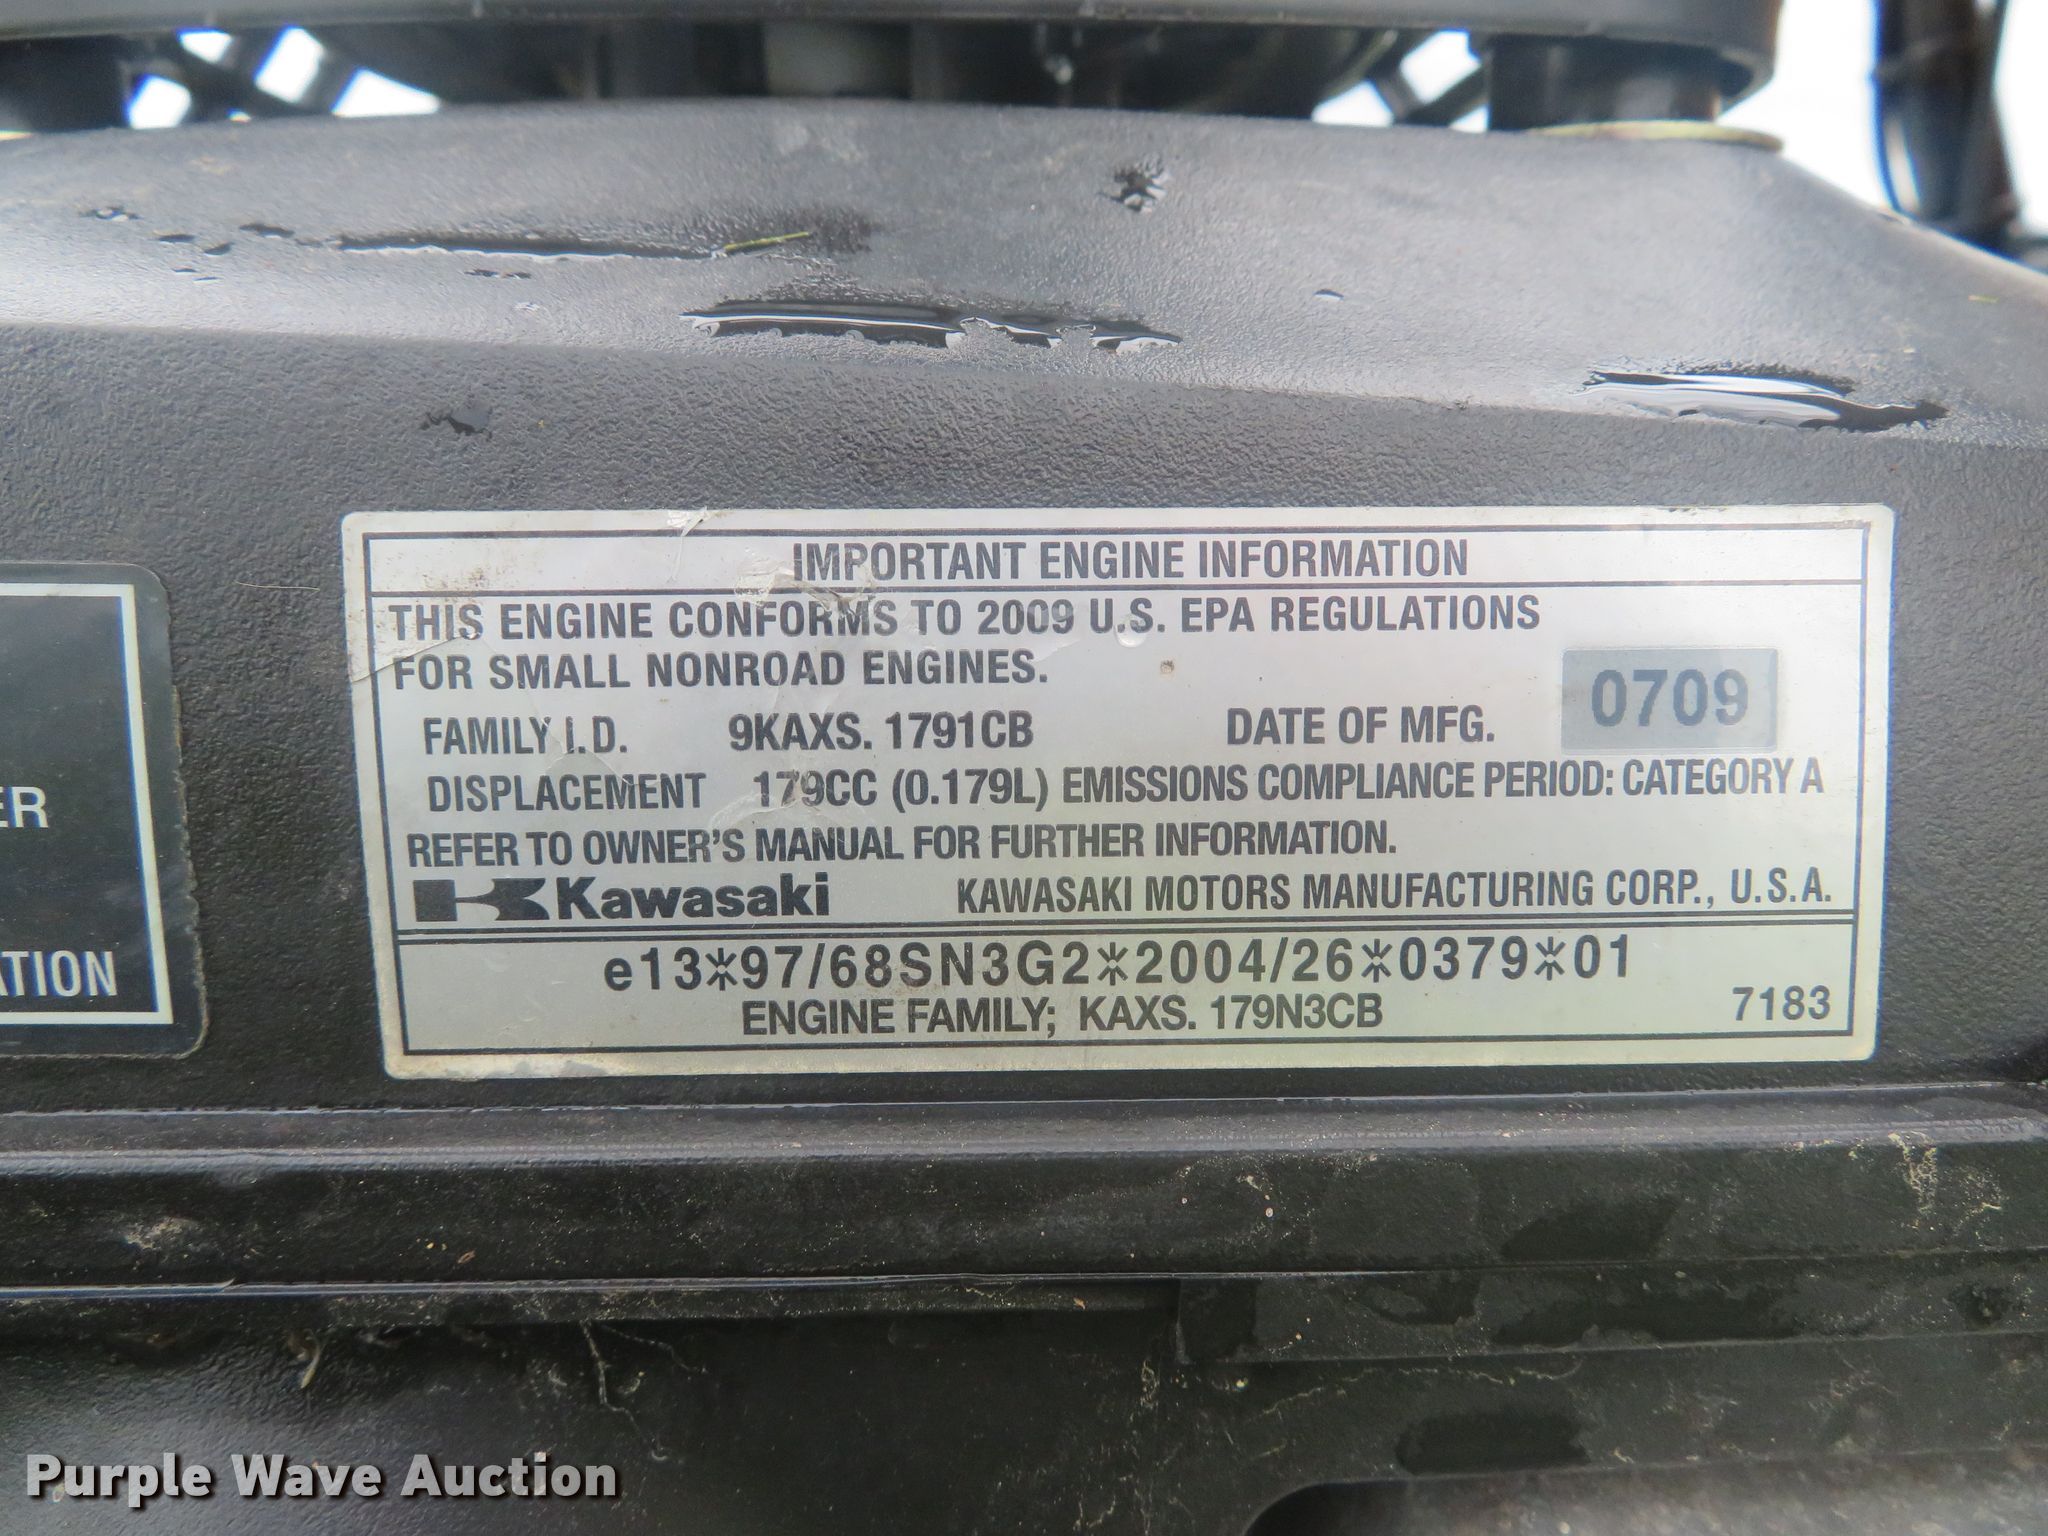 IMPORTANT ENGINE INFORMATION
THIS ENGINE CONFORMS TO 2009 U.S. EPA REGULATIONS
FOR SMALL NONROAD ENGINES.
FAMILY I.D. 9KAXS. 1791CB DATE OF MFG. 0709
DISPLACEMENT 179CC (0.179L) EMISSIONS COMPLIANCE PERIOD: CATEGORY A
REFER TO OWNER'S MANUAL FOR FURTHER INFORMATION.
Kawasaki KAWASAKI MOTORS MANUFACTURING CORP., U.S.A.
e13*97/68SN3G2*2004/26*0379*01
ENGINE FAMILY; KAXS. 179N3CB 7183
ER
TION
Purple Wave Auction